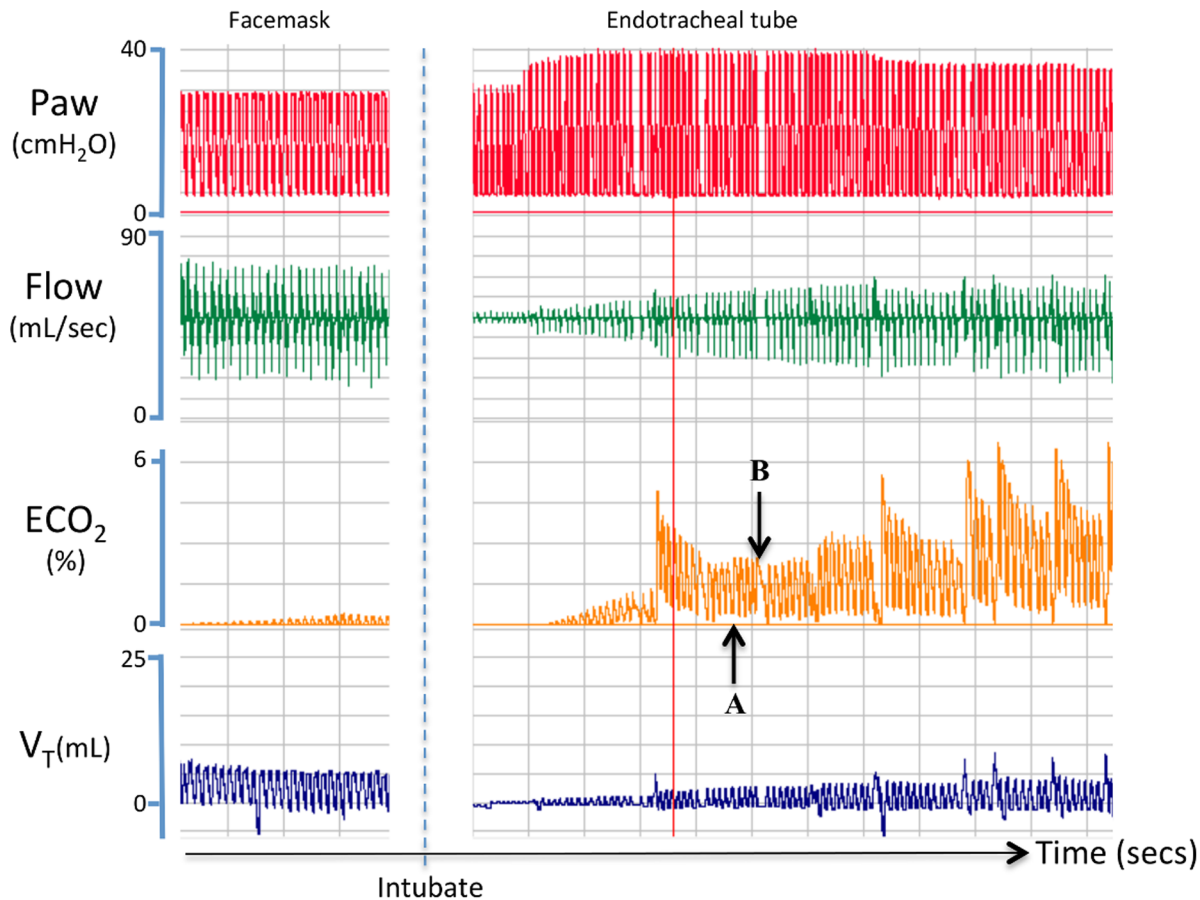 Facemask
Endotracheal tube
40
Paw
(cmH₂O)
0
90
Flow
(mL/sec)
0
6
ECO₂
(%)
0
B
A
25
V_T(mL)
0
Time (secs)
Intubate